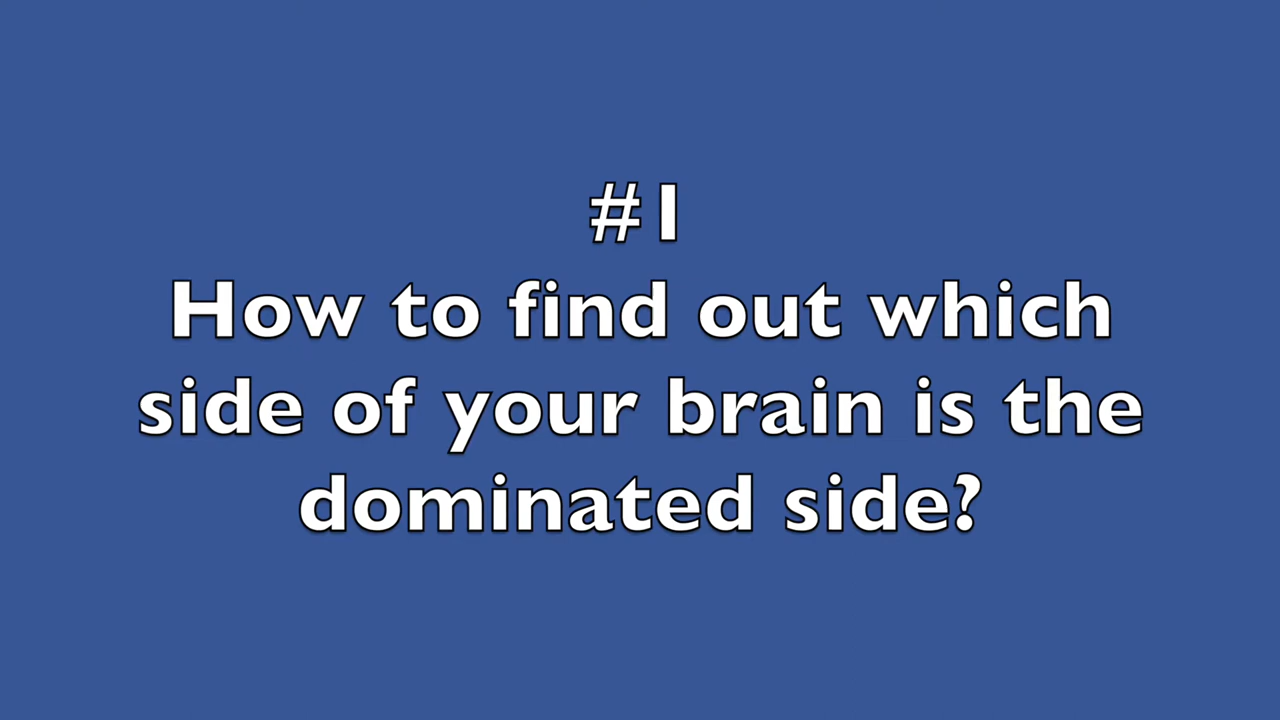 #1
How to find out which
side of your brain is the
dominated side?